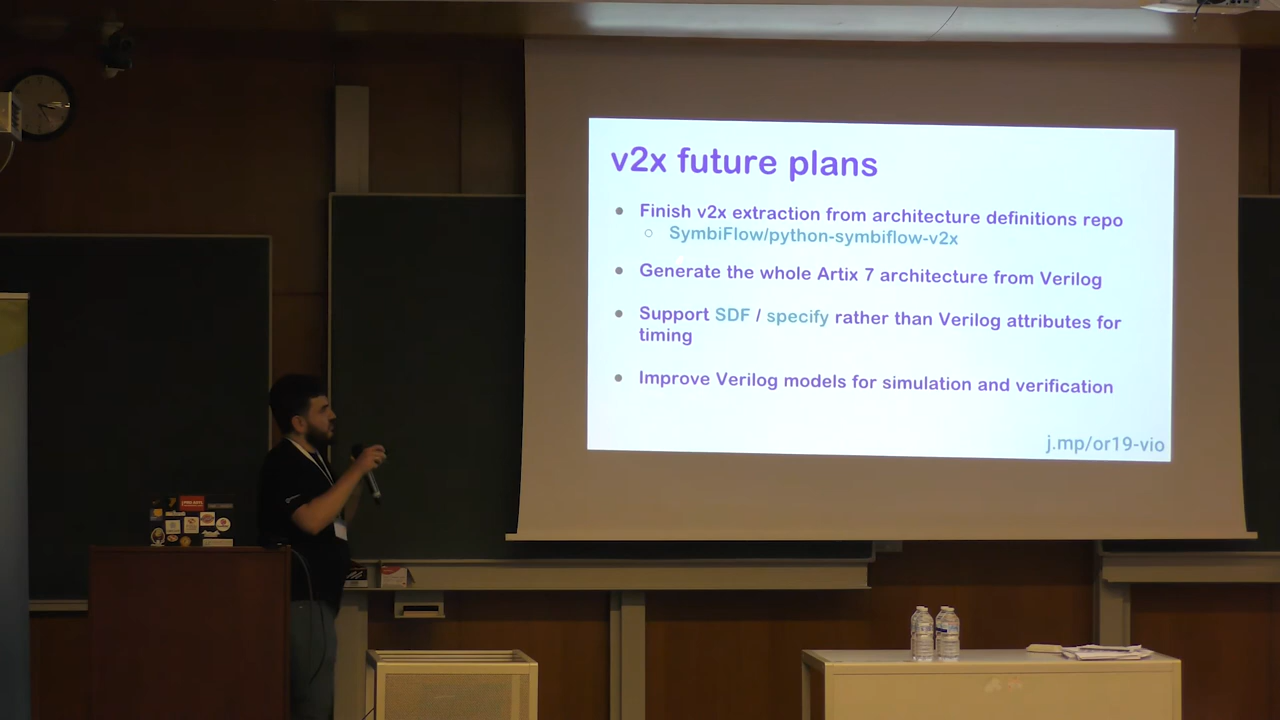 v2x future plans
● Finish v2x extraction from architecture definitions repo
○ SymbiFlow/python-symbiflow-v2x
● Generate the whole Artix 7 architecture from Verilog
● Support SDF / specify rather than Verilog attributes for
timing
● Improve Verilog models for simulation and verification
j.mp/or19-vio